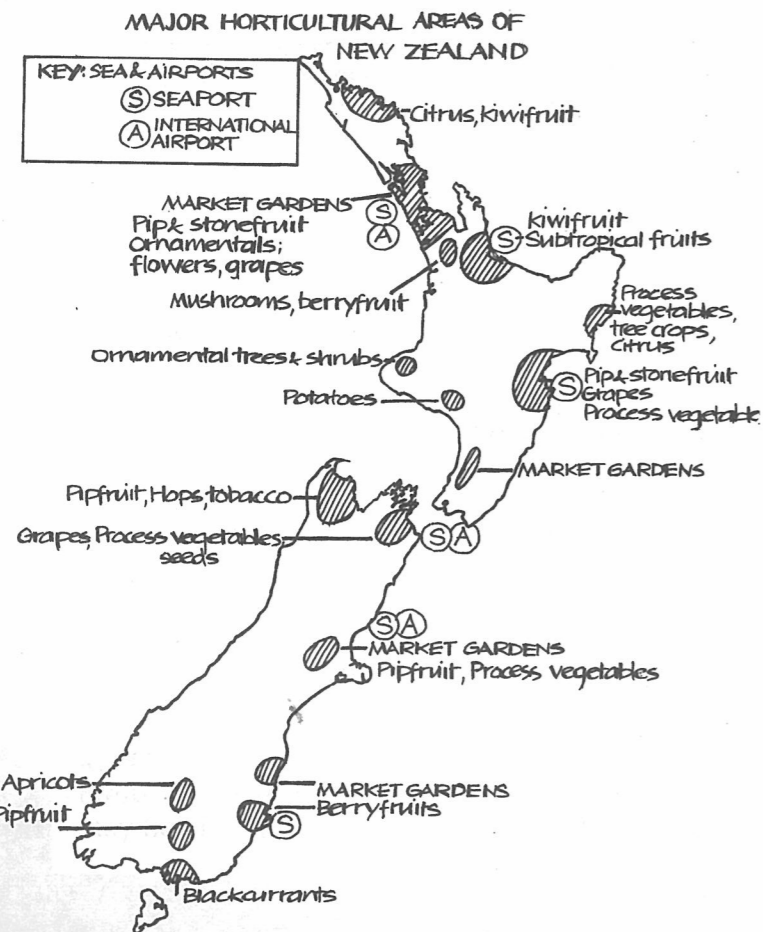 MAJOR HORTICULTURAL AREAS OF
NEW ZEALAND
KEY: SEA & AIRPORTS
S SEAPORT
A INTERNATIONAL
AIRPORT
Citrus, Kiwifruit
MARKET GARDENS
S
A
Pip & stonefruit
Ornamentals;
flowers, grapes
S
Kiwifruit
Subtropical fruits
Mushrooms, berryfruit
Process
vegetables,
tree crops,
citrus
Ornamental trees & shrubs
Potatoes
S
Pip & stonefruit
Grapes
Process vegetable
MARKET GARDENS
Pipfruit, Hops, tobacco
Grapes, Process vegetables
seeds
S A
S A
MARKET GARDENS
Pipfruit, Process vegetables
Apricots
MARKET GARDENS
Berryfruits
Pipfruit
S
Blackcurrants